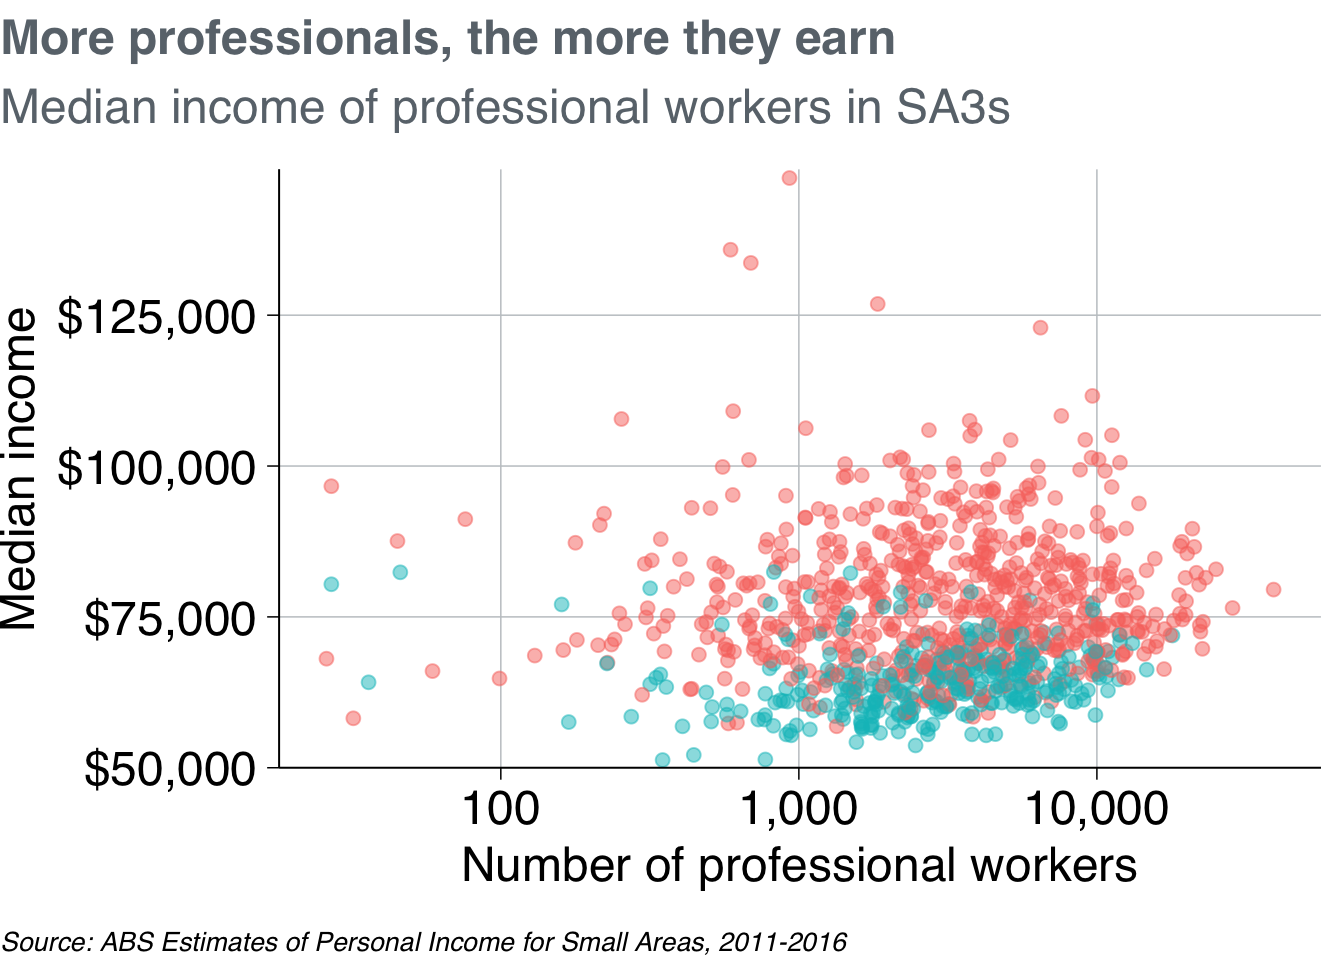 More professionals, the more they earn
Median income of professional workers in SA3s
Median income
$125,000
$100,000
$75,000
$50,000
100
1,000
10,000
Number of professional workers
Source: ABS Estimates of Personal Income for Small Areas, 2011-2016